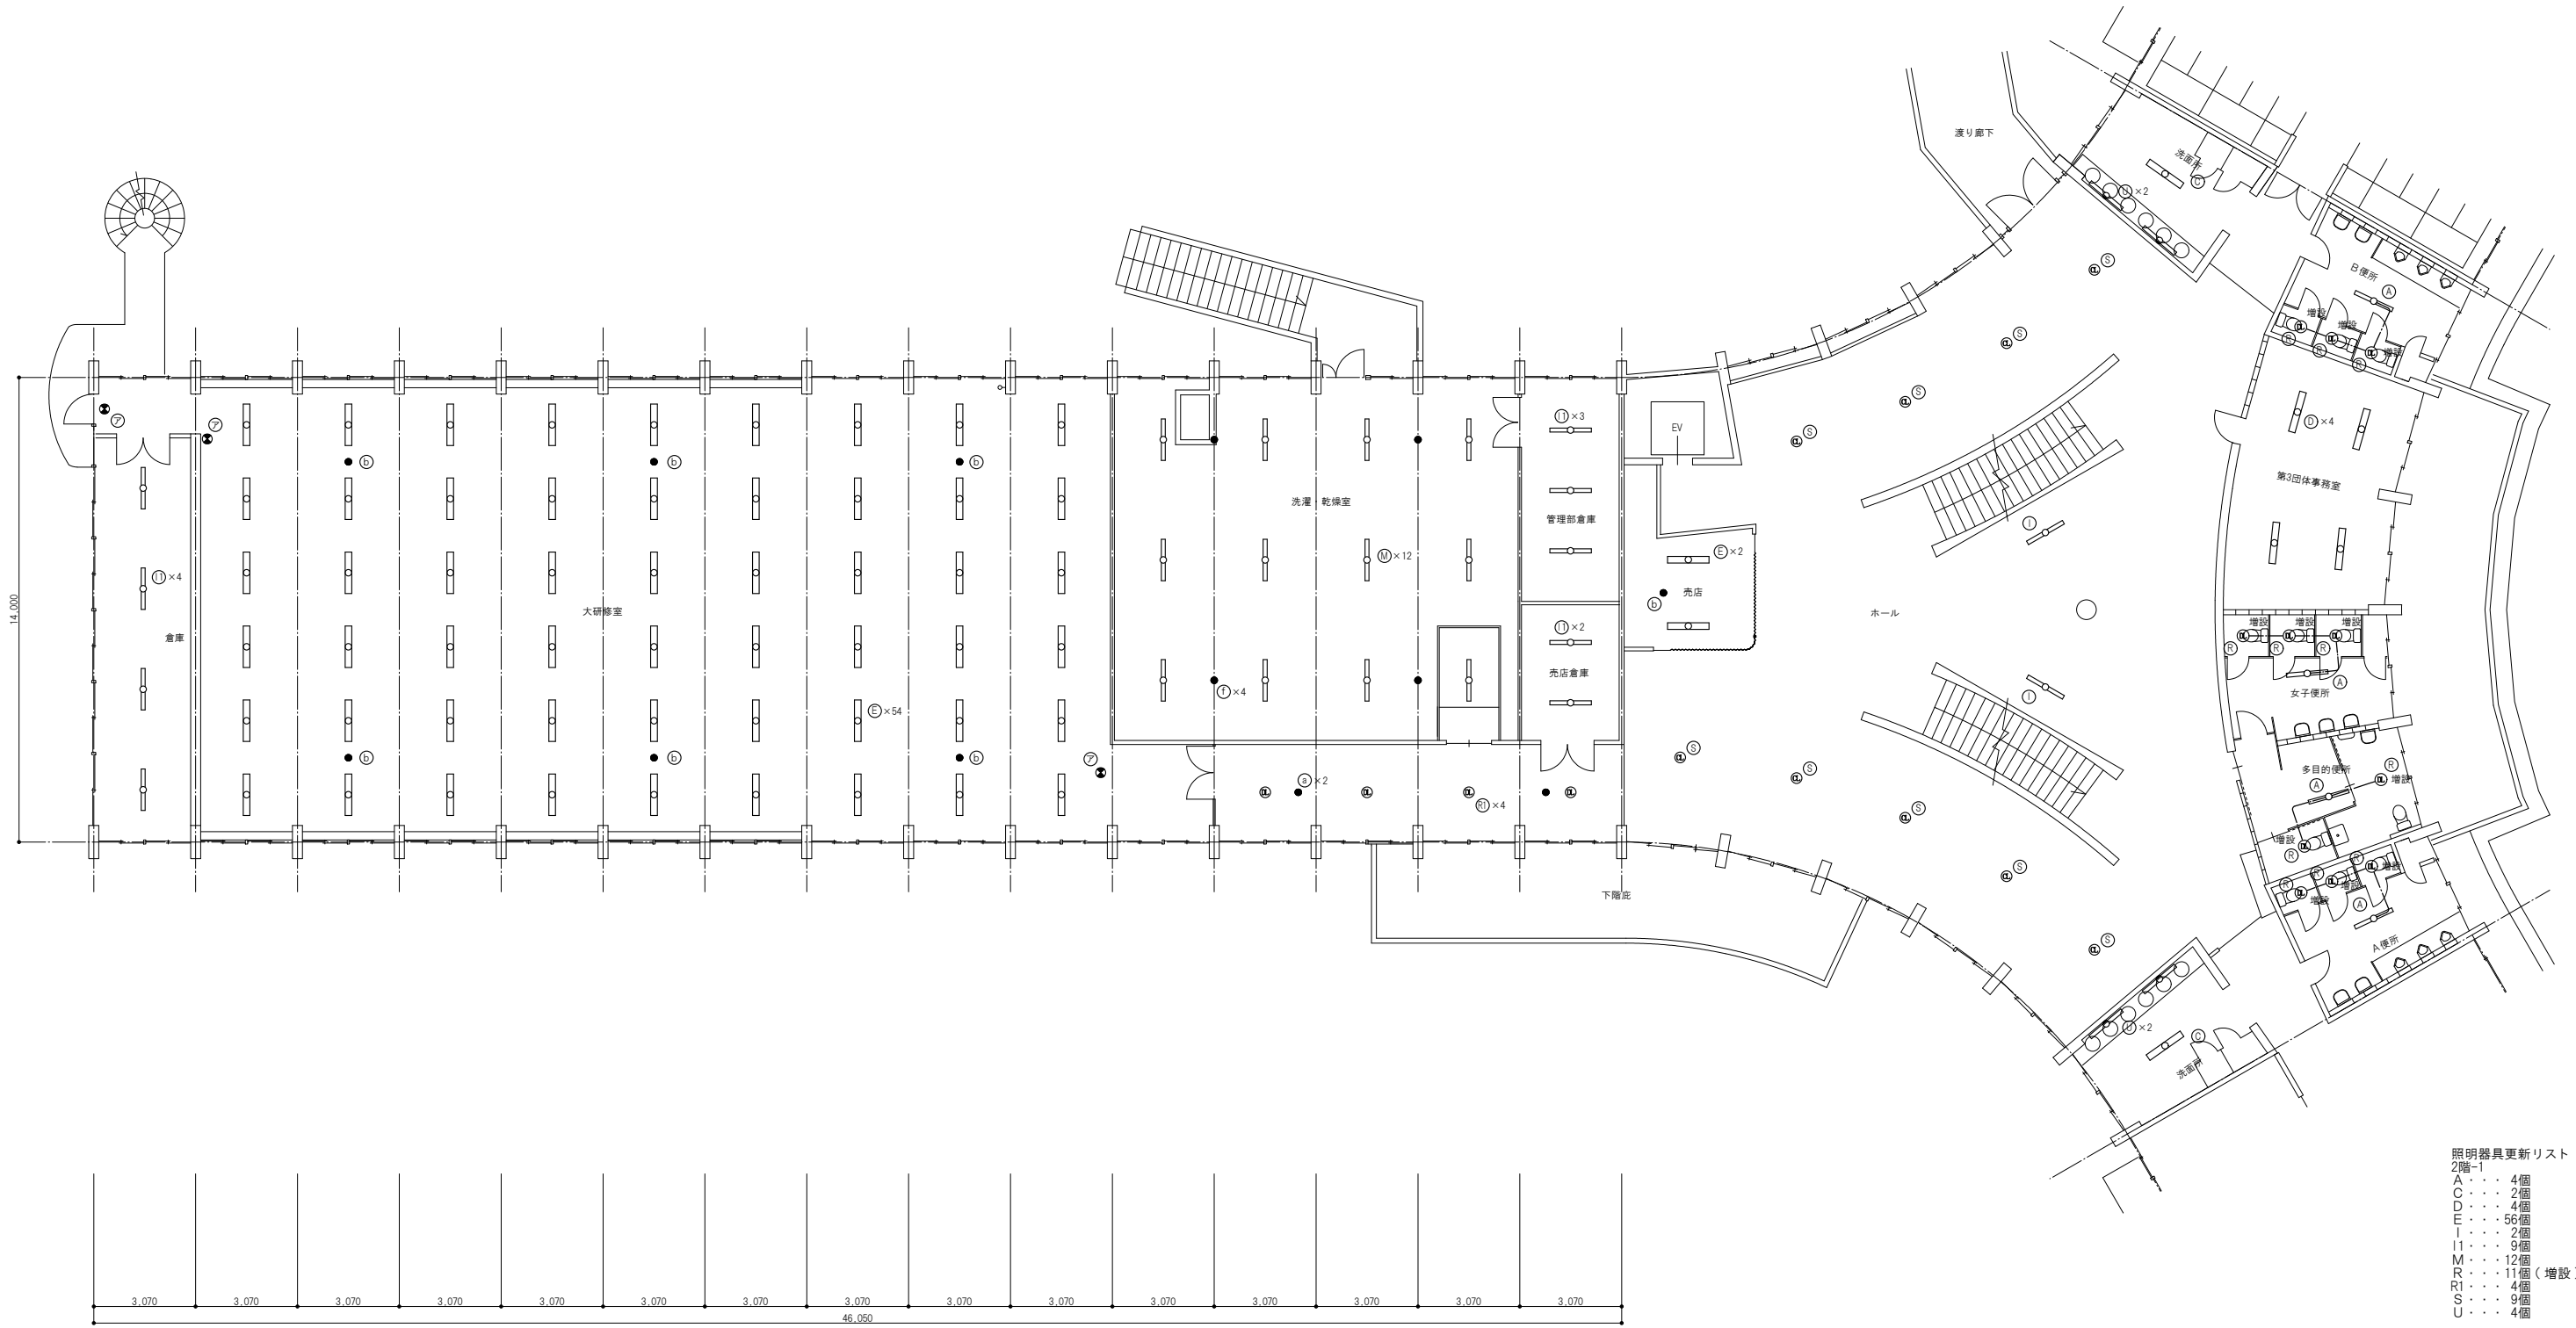 渡り廊下
洗面所
C
U×2
S
B便所
A
増設
増設
増設
R
R
R
S
S
S
ア
ア
b
b
b
I1×3
EV
D×4
第3団体事務室
洗濯・乾燥室
管理部倉庫
I
M×12
E×2
売店
b
I1×4
大研修室
倉庫
ホール
14,000
増設
増設
増設
R
R
R
I1×2
売店倉庫
A
女子便所
f×4
I
E×54
b
b
b
ア
S
S
a×2
R1×4
多目的便所
R
増設
A
S
増設
R
R
増設
R
増設
R
増設
S
A
下階庇
A便所
S
U×2
C
洗面所
照明器具更新リスト
2階-1
A・・・ 4個
C・・・ 2個
D・・・ 4個
E・・・56個
I・・・ 2個
I1・・・ 9個
M・・・12個
R・・・11個(増設)
R1・・・ 4個
S・・・ 9個
U・・・ 4個
3,070 3,070 3,070 3,070 3,070 3,070 3,070 3,070 3,070 3,070 3,070 3,070 3,070 3,070 3,070
46,050